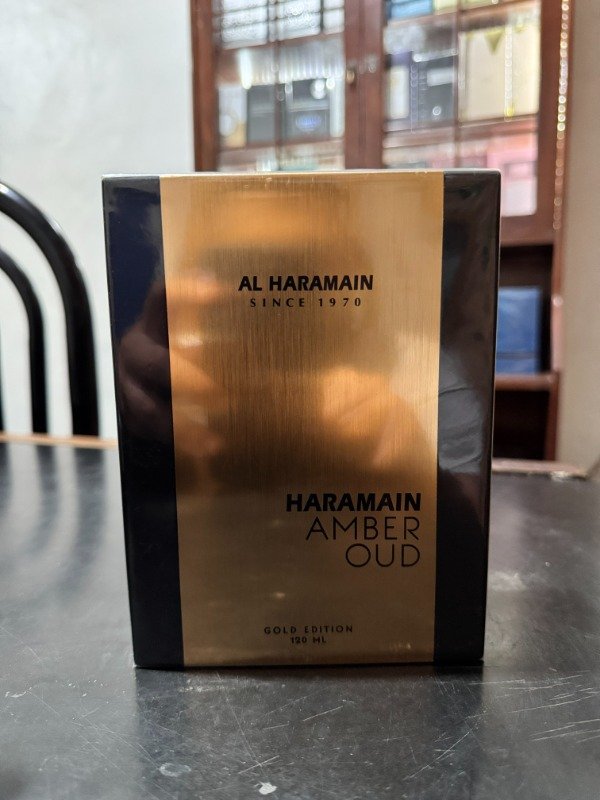 AL HARAMAIN
SINCE 1970
HARAMAIN
AMBER
OUD
GOLD EDITION
120 ML